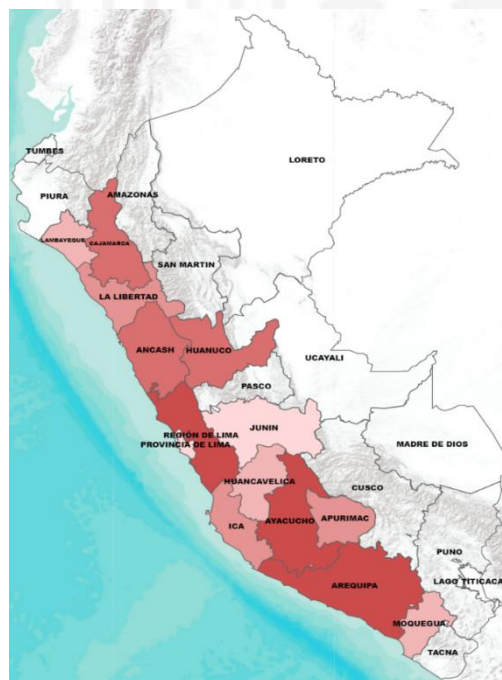 TUMBES
LORETO
PIURA
AMAZONAS
LAMBAYEQUE
CAJAMARCA
SAN MARTIN
LA LIBERTAD
ANCASH
HUANUCO
UCAYALI
PASCO
JUNIN
REGIÓN DE LIMA
PROVINCIA DE LIMA
MADRE DE DIOS
HUANCAVELICA
CUSCO
AYACUCHO
APURIMAC
ICA
PUNO
LAGO TITICACA
AREQUIPA
MOQUEGUA
TACNA